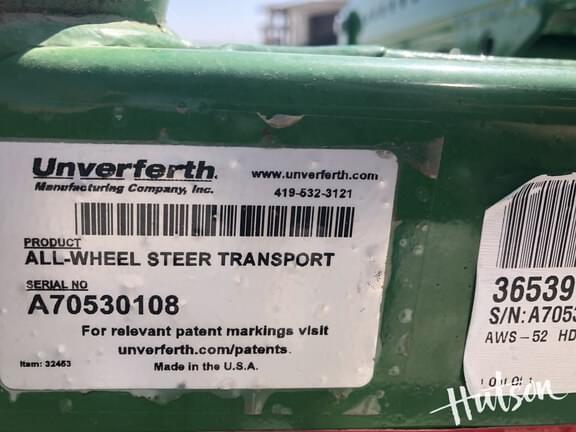 Unverferth.
Manufacturing Company, Inc.
www.unverferth.com
419-532-3121
PRODUCT
ALL-WHEEL STEER TRANSPORT
SERIAL NO
A70530108
For relevant patent markings visit
unverferth.com/patents.
Item: 32453
Made in the U.S.A.
36539
S/N:A7053
AWS-52 HD
Hutson